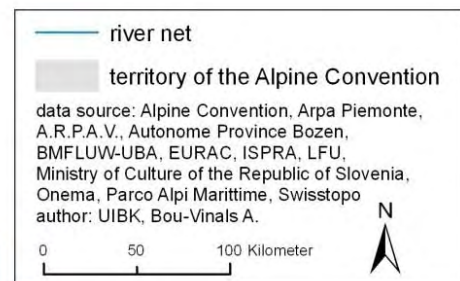 river net
territory of the Alpine Convention
data source: Alpine Convention, Arpa Piemonte,
A.R.P.A.V., Autonome Province Bozen,
BMFLUW-UBA, EURAC, ISPRA, LFU,
Ministry of Culture of the Republic of Slovenia,
Onema, Parco Alpi Marittime, Swisstopo
author: UIBK, Bou-Vinals A.
N
0 50 100 Kilometer